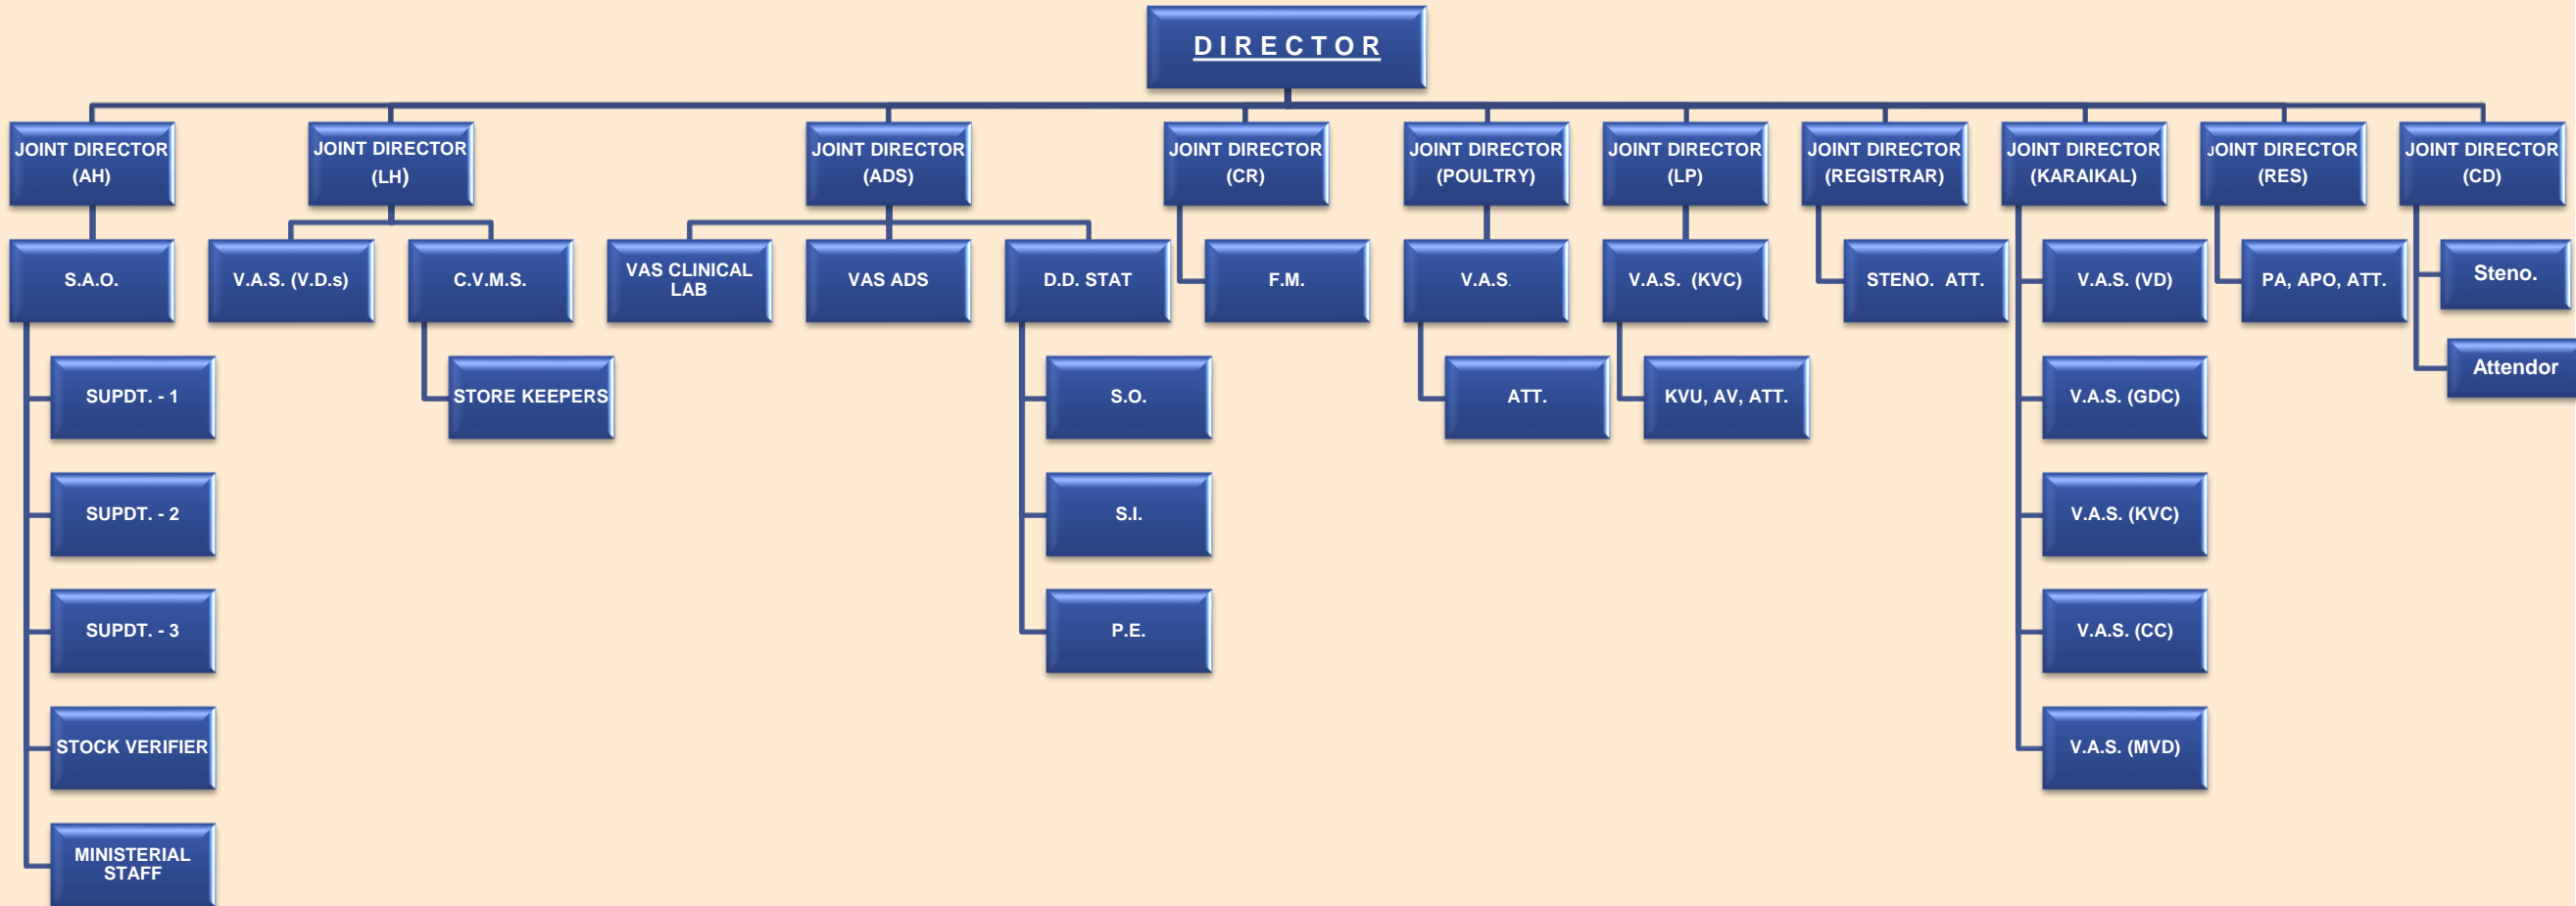 D I R E C T O R
JOINT DIRECTOR
(AH)
JOINT DIRECTOR
(LH)
JOINT DIRECTOR
(ADS)
JOINT DIRECTOR
(CR)
JOINT DIRECTOR
(POULTRY)
JOINT DIRECTOR
(LP)
JOINT DIRECTOR
(REGISTRAR)
JOINT DIRECTOR
(KARAIKAL)
JOINT DIRECTOR
(RES)
JOINT DIRECTOR
(CD)
S.A.O.
V.A.S. (V.D.s)
C.V.M.S.
VAS CLINICAL
LAB
VAS ADS
D.D. STAT
F.M.
V.A.S.
V.A.S. (KVC)
STENO. ATT.
V.A.S. (VD)
PA, APO, ATT.
Steno.
SUPDT. - 1
STORE KEEPERS
S.O.
ATT.
KVU, AV, ATT.
V.A.S. (GDC)
Attendor
SUPDT. - 2
S.I.
V.A.S. (KVC)
SUPDT. - 3
P.E.
V.A.S. (CC)
STOCK VERIFIER
V.A.S. (MVD)
MINISTERIAL
STAFF